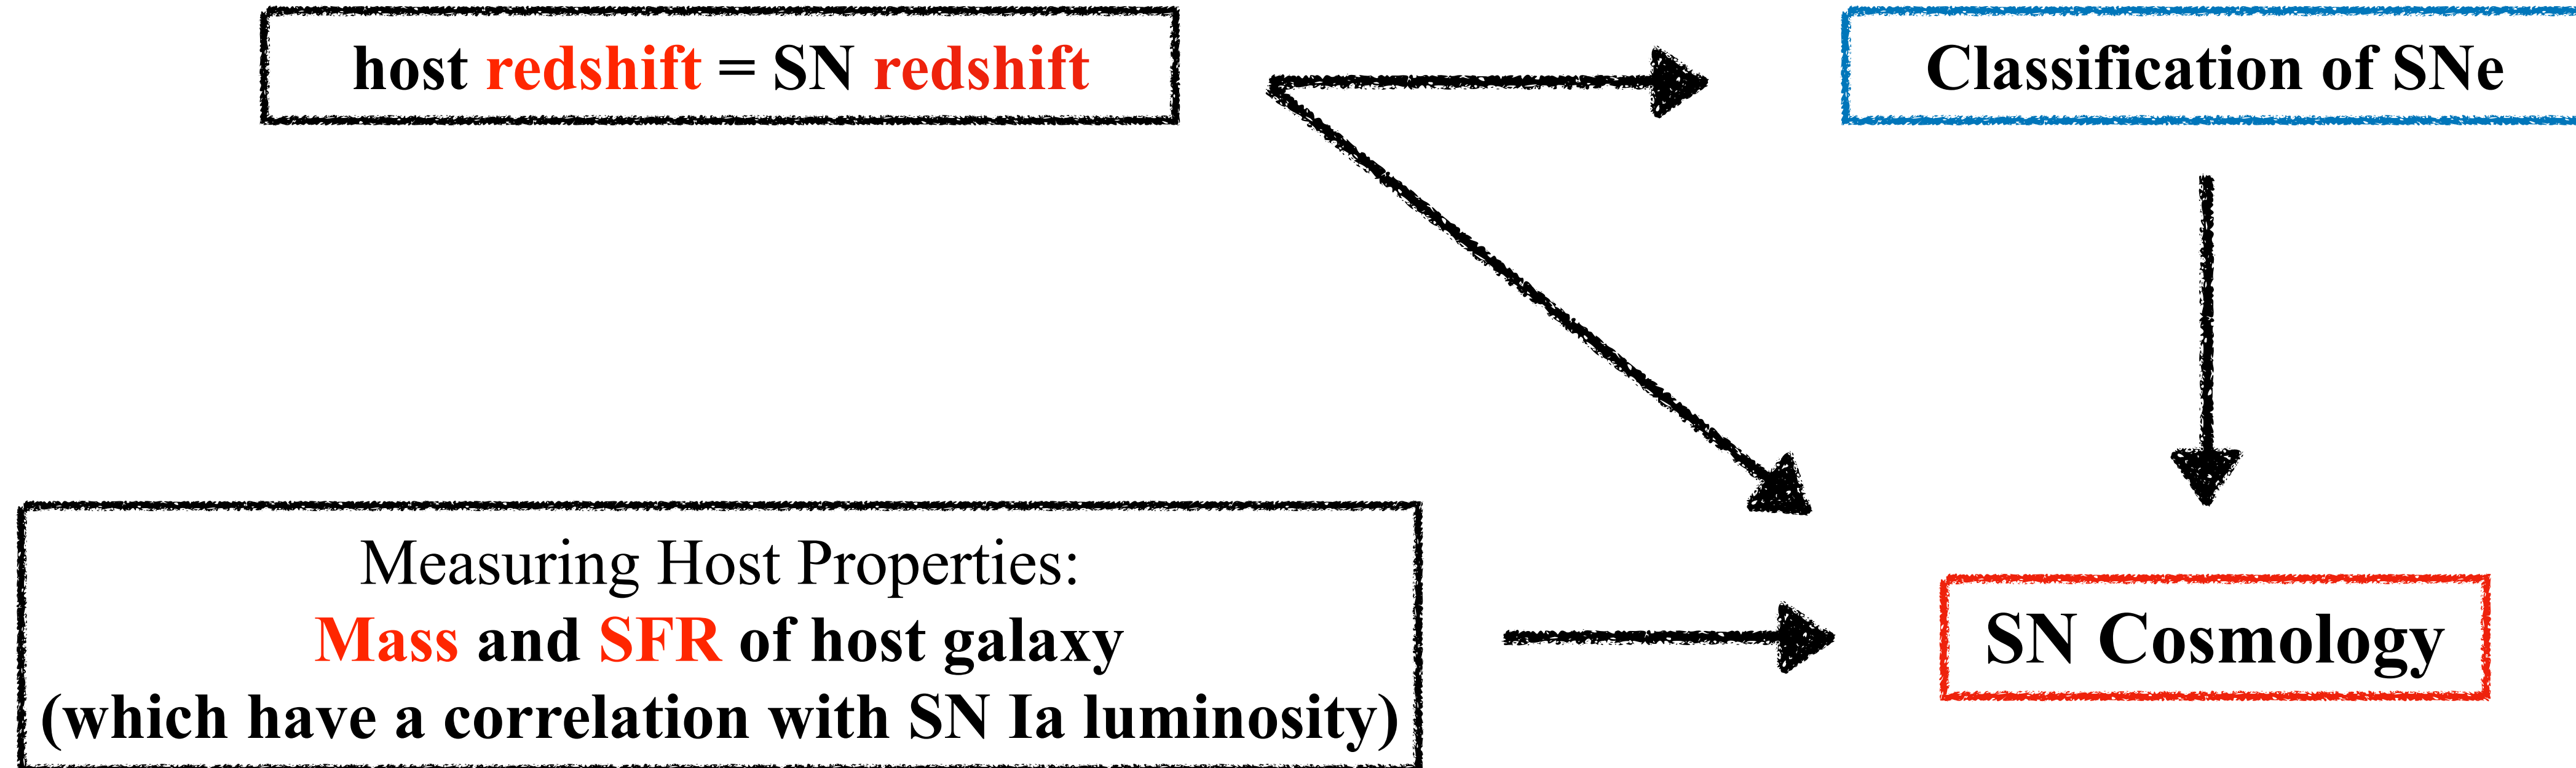 host redshift = SN redshift
Classification of SNe
Measuring Host Properties:
Mass and SFR of host galaxy
(which have a correlation with SN Ia luminosity)
SN Cosmology